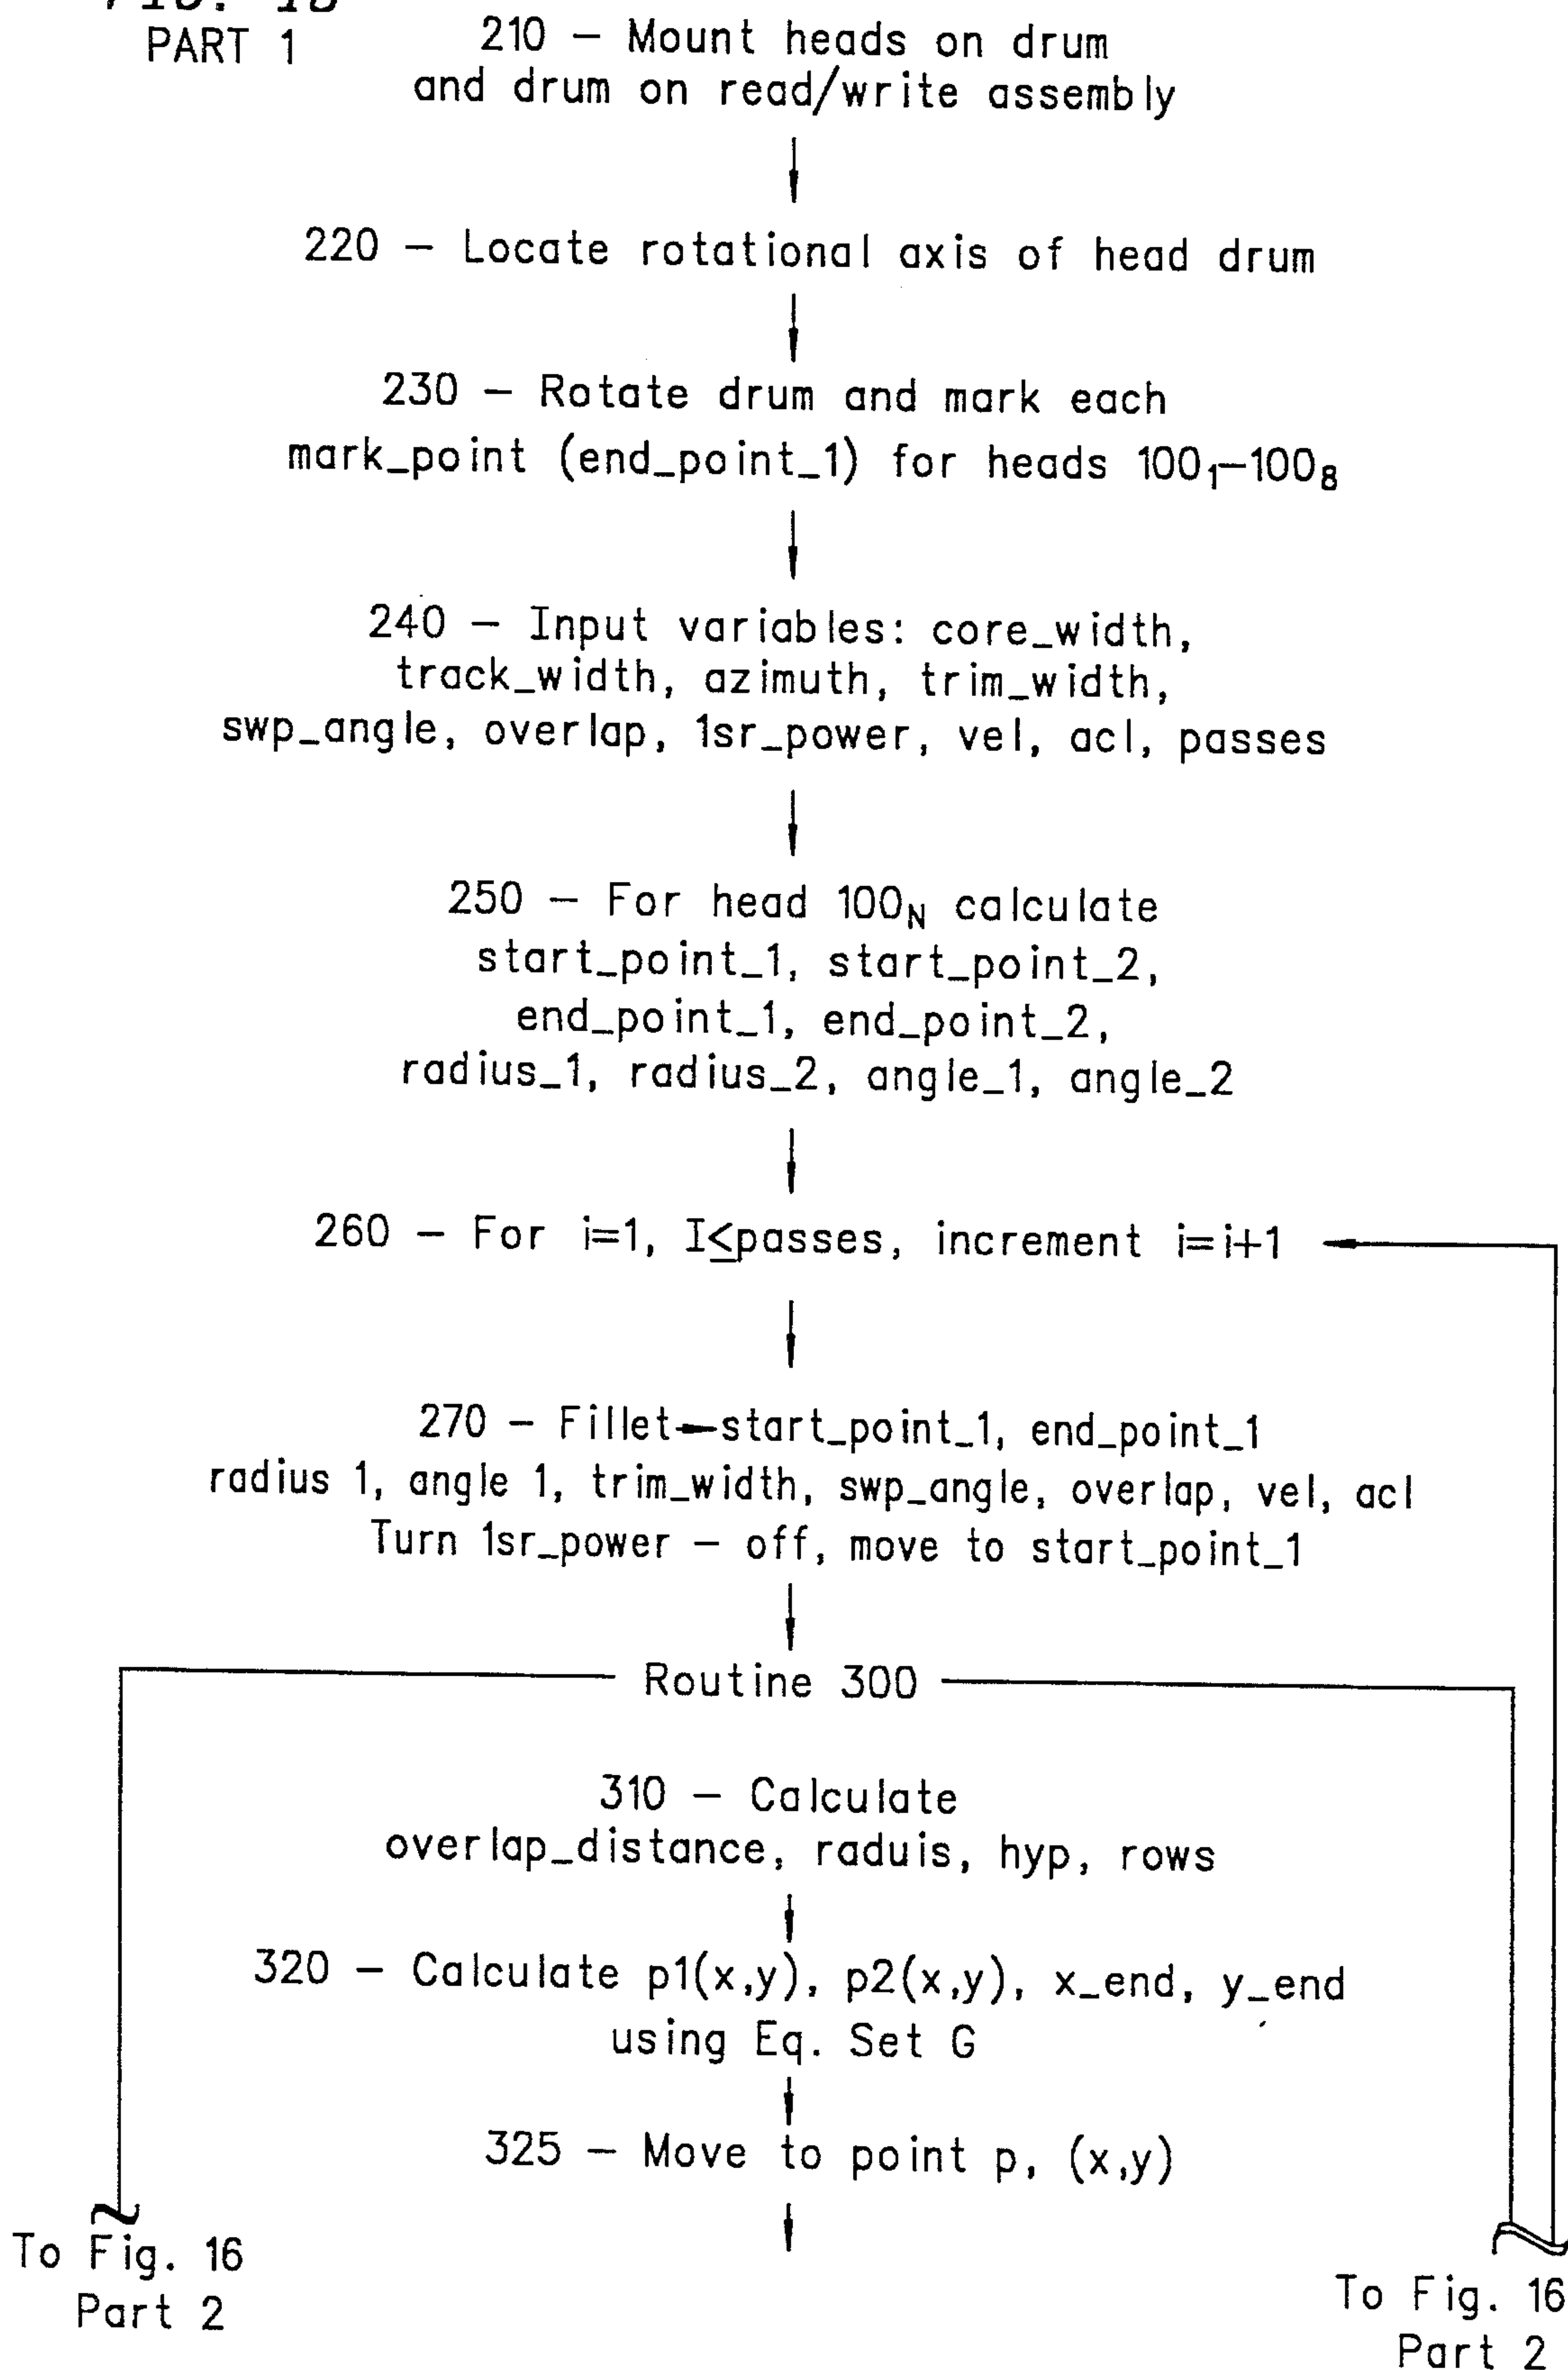 PART 1
210 – Mount heads on drum
and drum on read/write assembly
220 – Locate rotational axis of head drum
230 – Rotate drum and mark each
mark_point (end_point_1) for heads 100₁–100₈
240 – Input variables: core_width,
track_width, azimuth, trim_width,
swp_angle, overlap, 1sr_power, vel, acl, passes
250 – For head 100N calculate
start_point_1, start_point_2,
end_point_1, end_point_2,
radius_1, radius_2, angle_1, angle_2
260 – For i=1, I≤passes, increment i=i+1
270 – Fillet←start_point_1, end_point_1
radius 1, angle 1, trim_width, swp_angle, overlap, vel, acl
Turn 1sr_power – off, move to start_point_1
Routine 300
310 – Calculate
overlap_distance, raduis, hyp, rows
320 – Calculate p1(x,y), p2(x,y), x_end, y_end
using Eq. Set G
325 – Move to point p, (x,y)
To Fig. 16
Part 2
To Fig. 16
Part 2